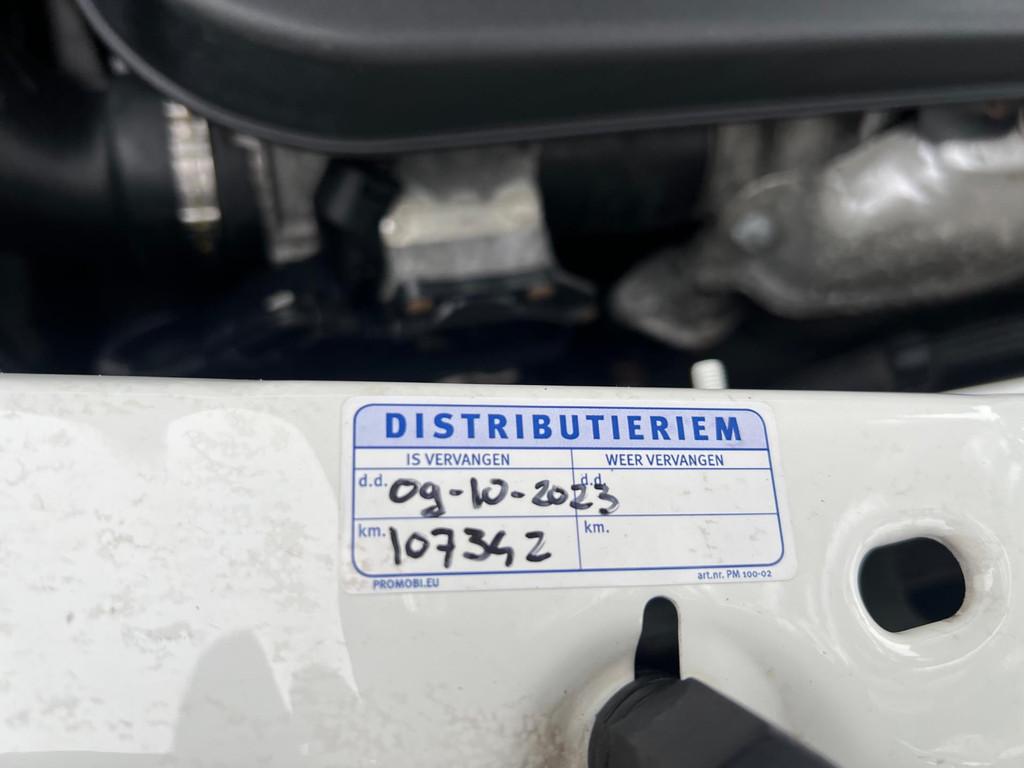 DISTRIBUTIERIEM
IS VERVANGEN WEER VERVANGEN
d.d. 09-10-2023 d.d.
km. 107342 km.
PROMOBI.EU art.nr. PM 100-02